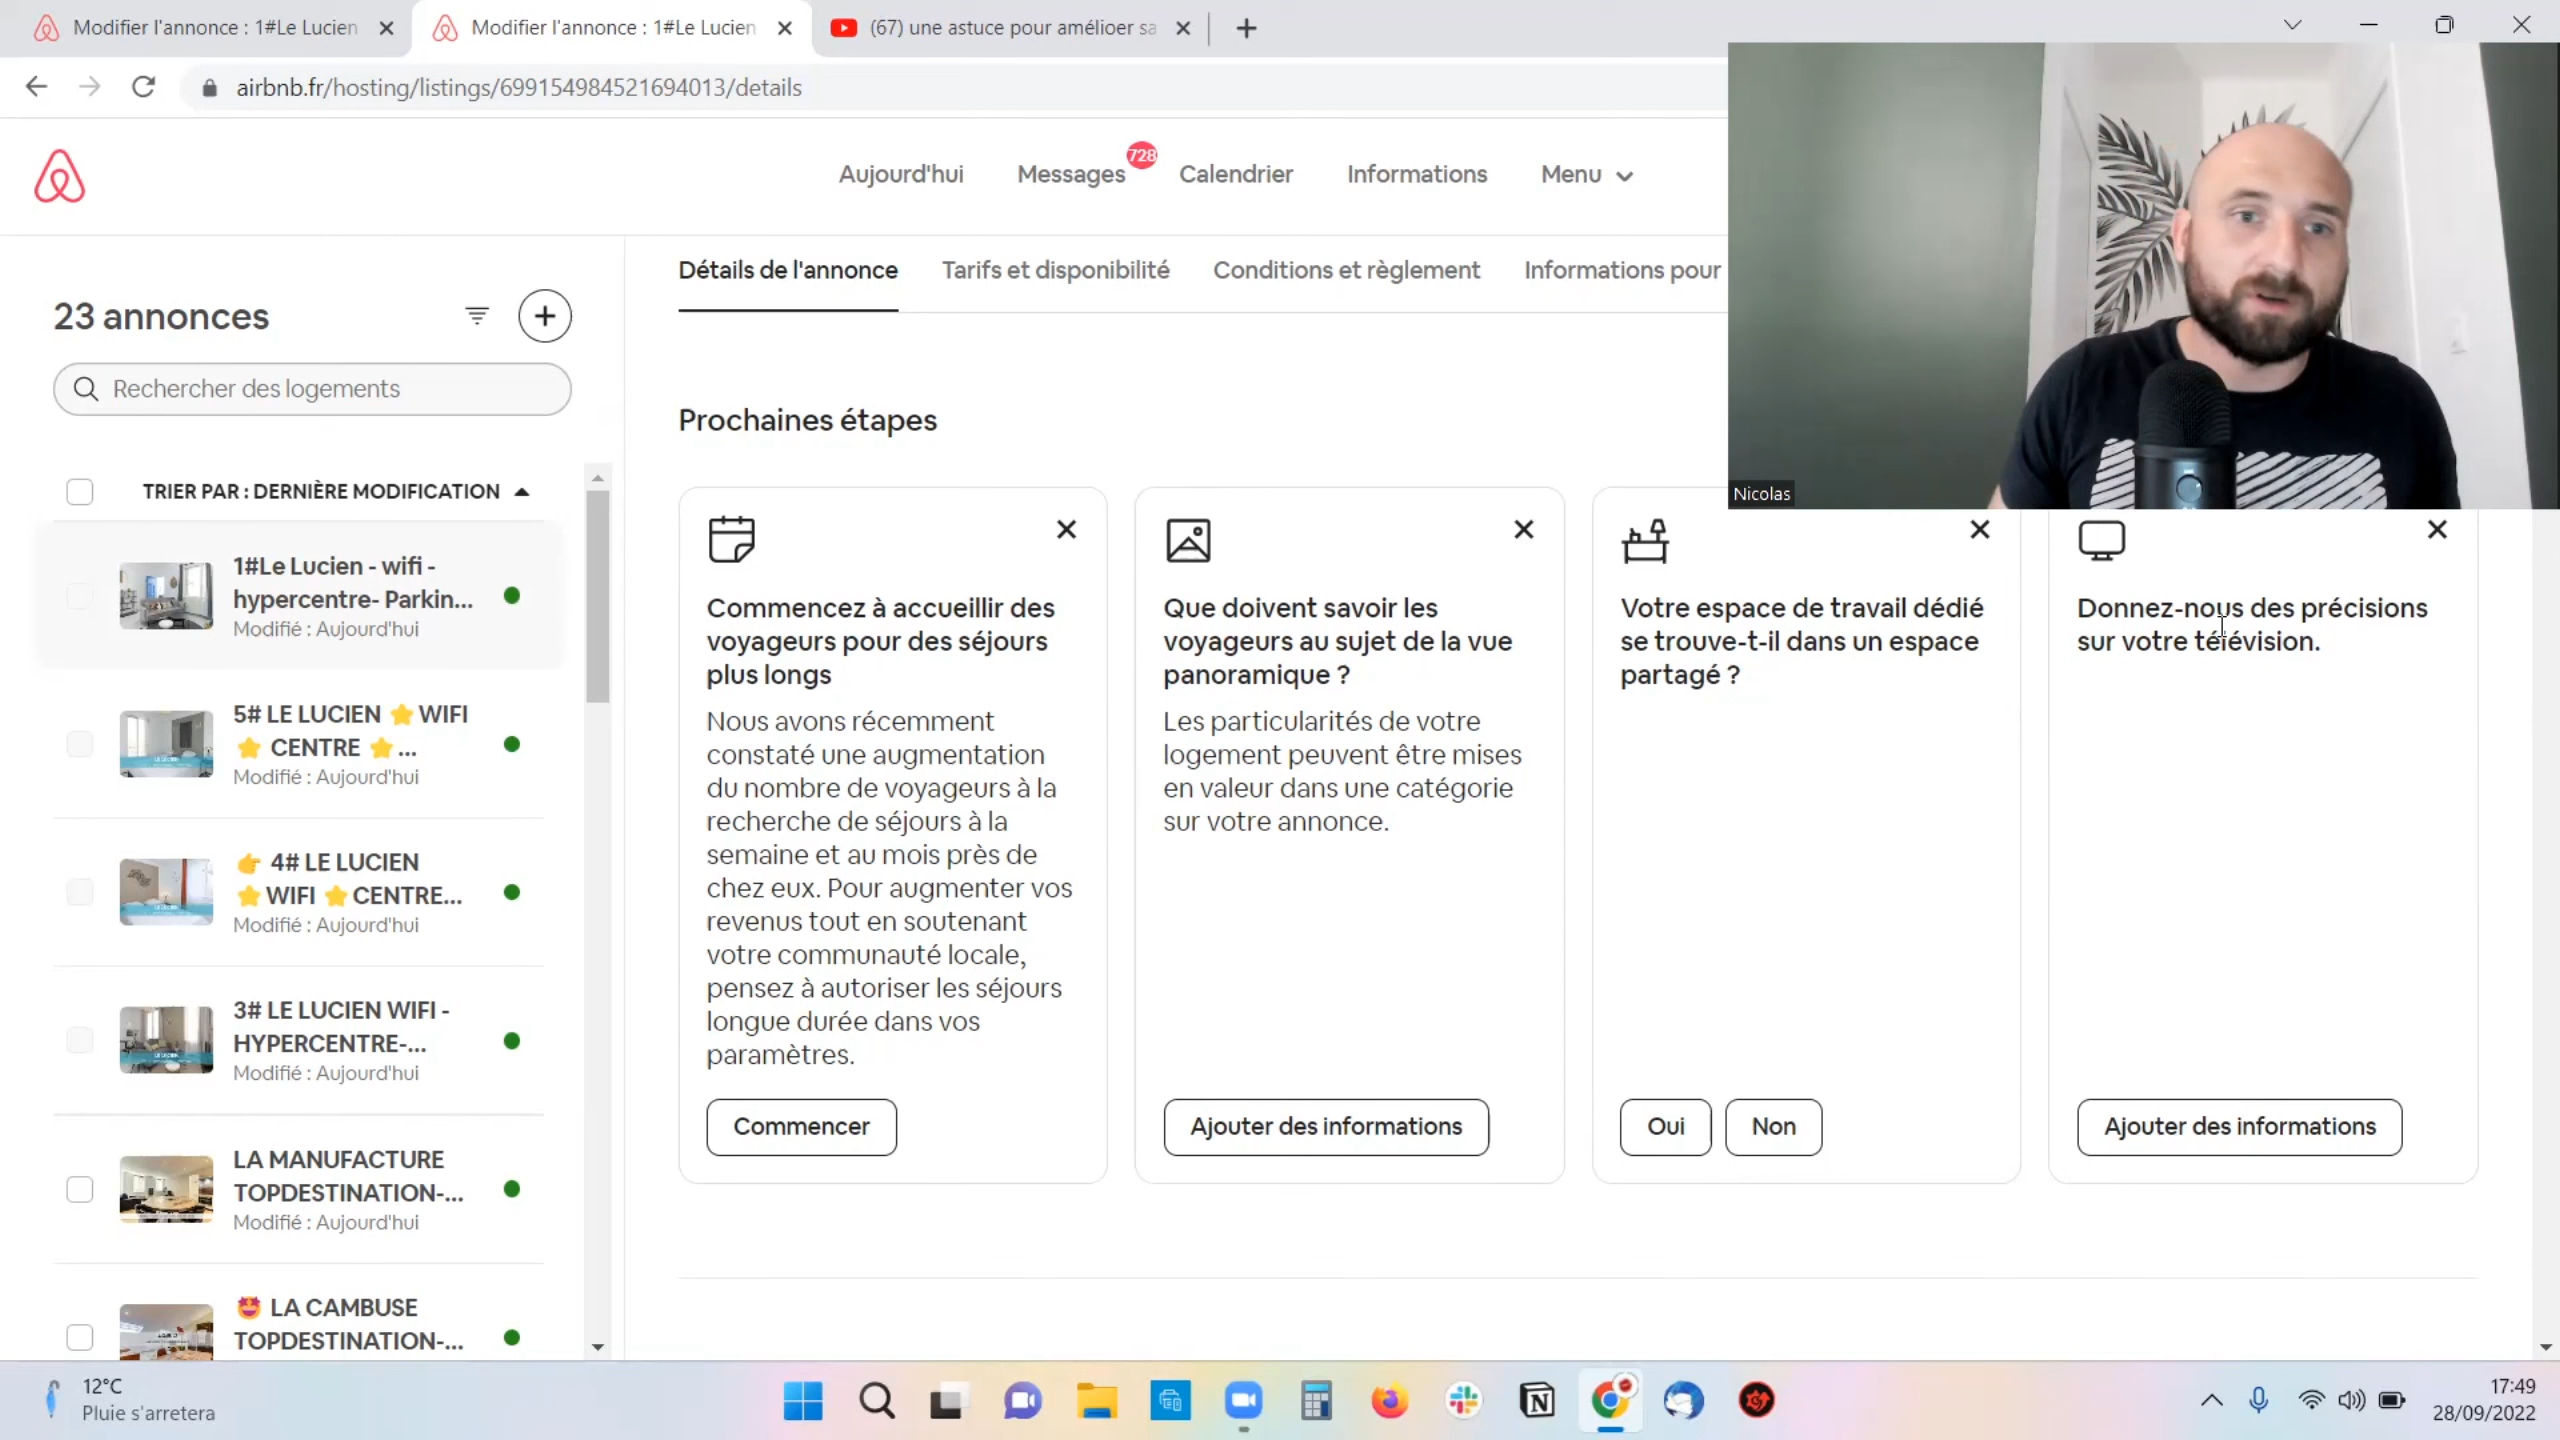 Modifier l'annonce : 1#Le Lucien
Modifier l'annonce : 1#Le Lucien
(67) une astuce pour amélioer sa
airbnb.fr/hosting/listings/699154984521694013/details
Aujourd'hui
Messages
728
Calendrier
Informations
Menu
23 annonces
Rechercher des logements
TRIER PAR : DERNIÈRE MODIFICATION
1#Le Lucien - wifi -
hypercentre- Parkin...
Modifié : Aujourd'hui
5# LE LUCIEN ⭐ WIFI
⭐ CENTRE ⭐ ...
Modifié : Aujourd'hui
👉 4# LE LUCIEN
⭐ WIFI ⭐ CENTRE...
Modifié : Aujourd'hui
3# LE LUCIEN WIFI -
HYPERCENTRE-...
Modifié : Aujourd'hui
LA MANUFACTURE
TOPDESTINATION-...
Modifié : Aujourd'hui
🤩 LA CAMBUSE
TOPDESTINATION-...
Détails de l'annonce
Tarifs et disponibilité
Conditions et règlement
Informations pour
Nicolas
Prochaines étapes
Commencez à accueillir des
voyageurs pour des séjours
plus longs
Nous avons récemment
constaté une augmentation
du nombre de voyageurs à la
recherche de séjours à la
semaine et au mois près de
chez eux. Pour augmenter vos
revenus tout en soutenant
votre communauté locale,
pensez à autoriser les séjours
longue durée dans vos
paramètres.
Commencer
Que doivent savoir les
voyageurs au sujet de la vue
panoramique ?
Les particularités de votre
logement peuvent être mises
en valeur dans une catégorie
sur votre annonce.
Ajouter des informations
Votre espace de travail dédié
se trouve-t-il dans un espace
partagé ?
Oui
Non
Donnez-nous des précisions
sur votre télévision.
Ajouter des informations
12°C
Pluie s'arretera
17:49
28/09/2022